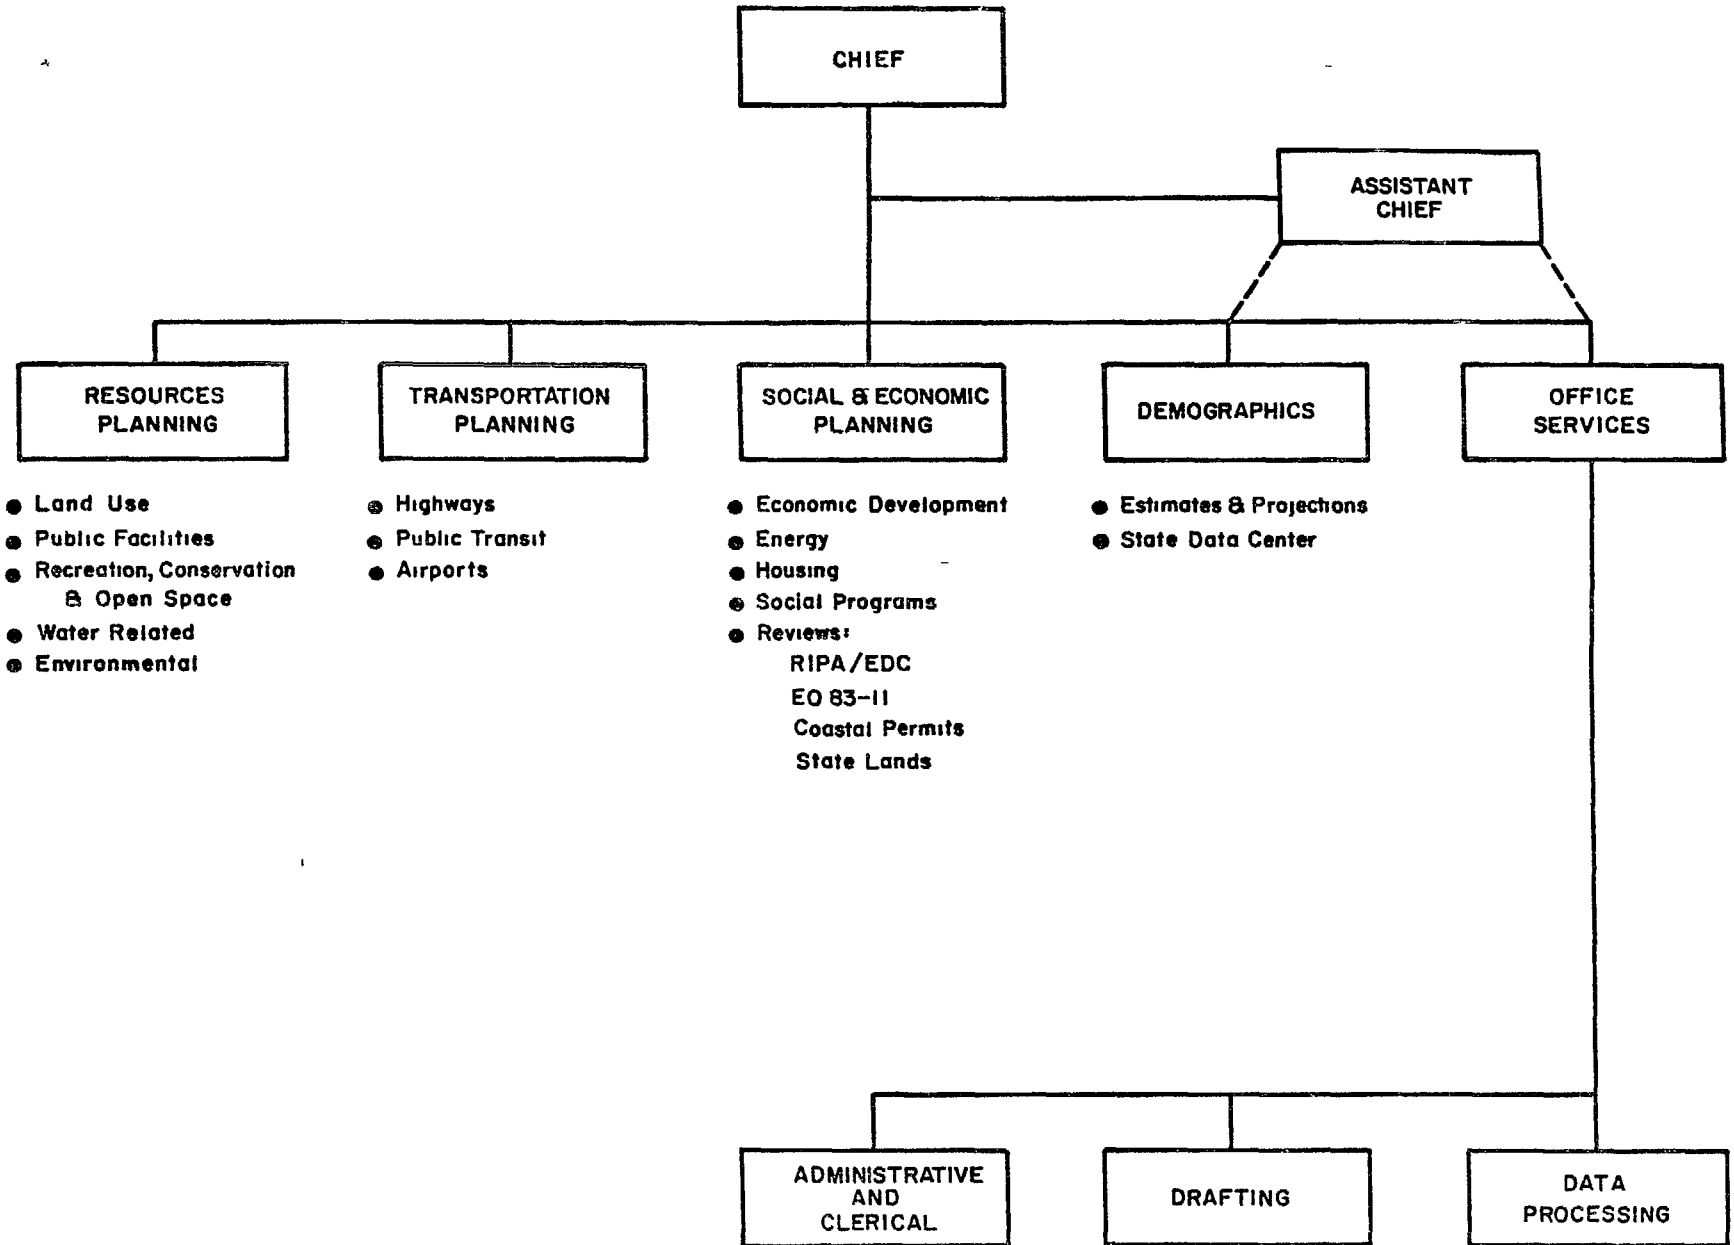 CHIEF
ASSISTANT
CHIEF
RESOURCES
PLANNING
TRANSPORTATION
PLANNING
SOCIAL & ECONOMIC
PLANNING
DEMOGRAPHICS
OFFICE
SERVICES
● Land Use
● Public Facilities
● Recreation, Conservation
& Open Space
● Water Related
● Environmental
● Highways
● Public Transit
● Airports
● Economic Development
● Energy
● Housing
● Social Programs
● Reviews:
RIPA/EDC
EO 83-11
Coastal Permits
State Lands
● Estimates & Projections
● State Data Center
ADMINISTRATIVE
AND
CLERICAL
DRAFTING
DATA
PROCESSING